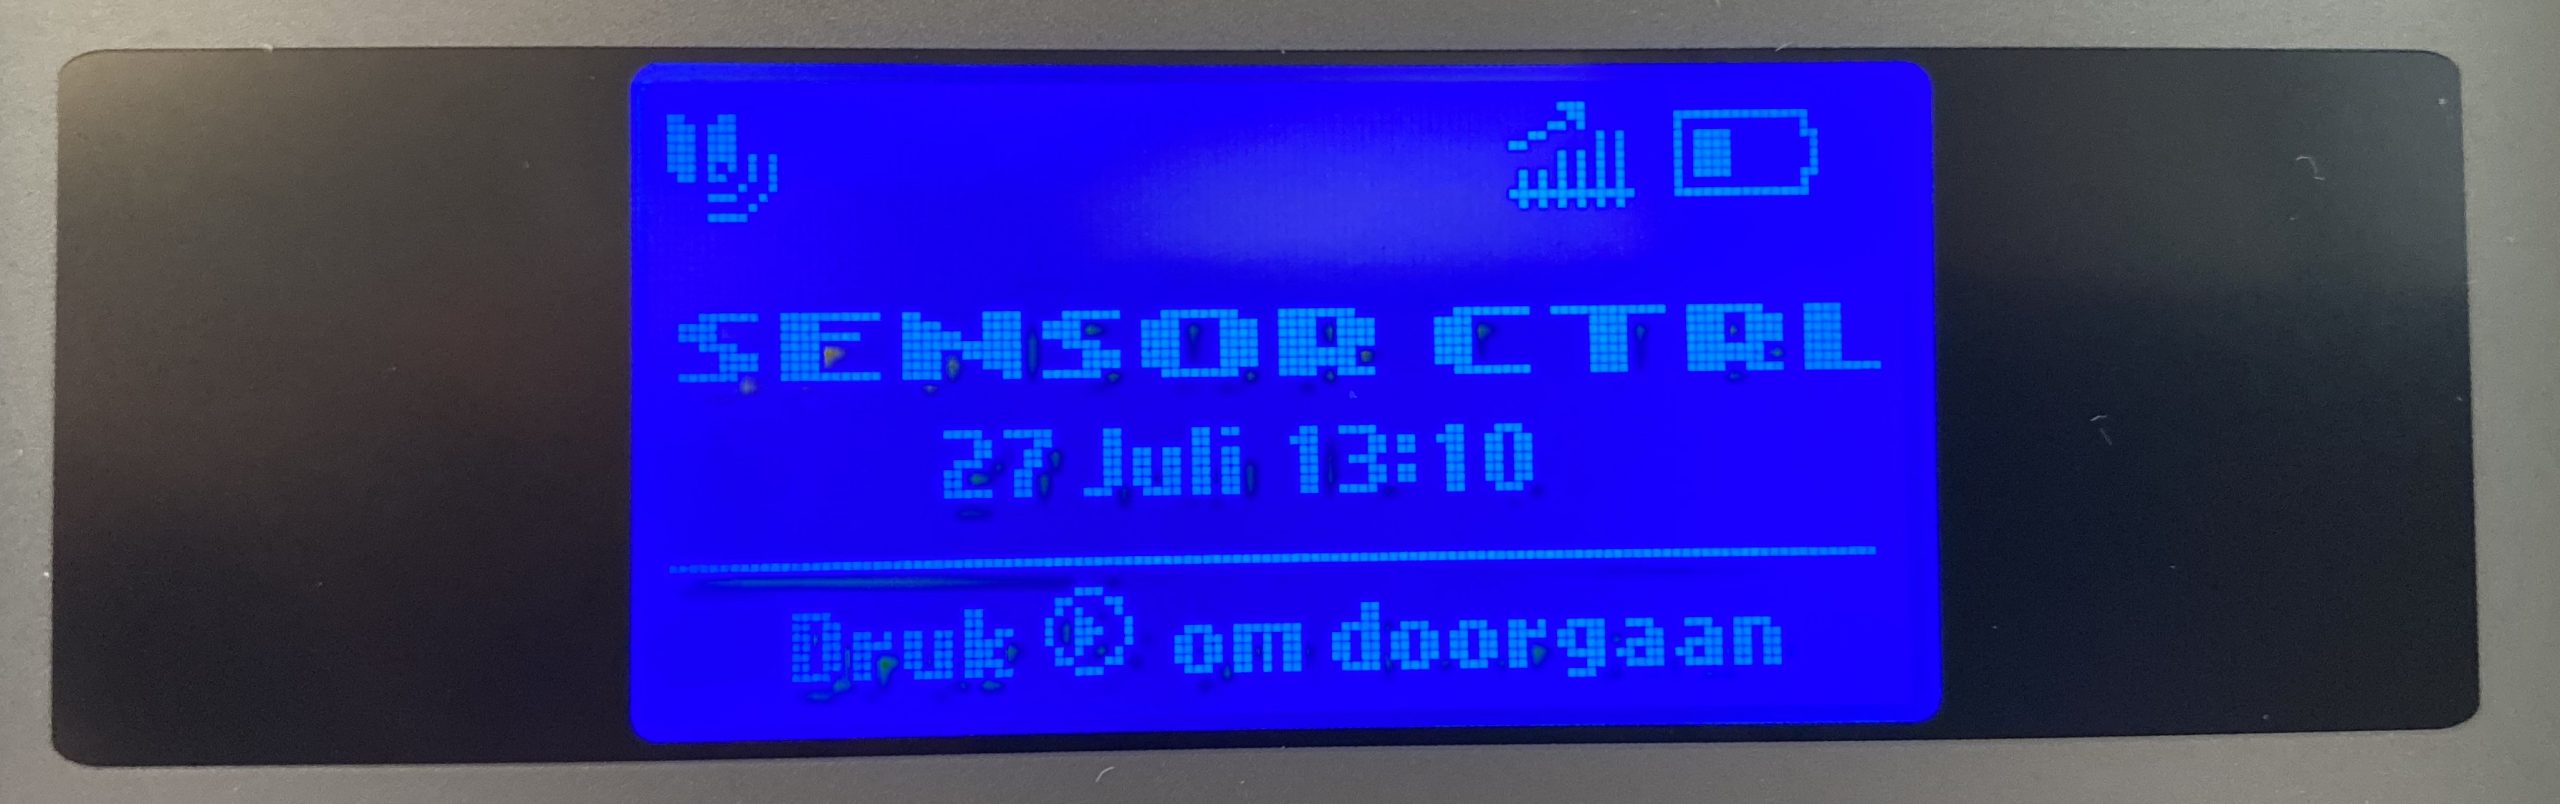 SENSOR CTRL
27 Juli 13:10
Druk om doorgaan